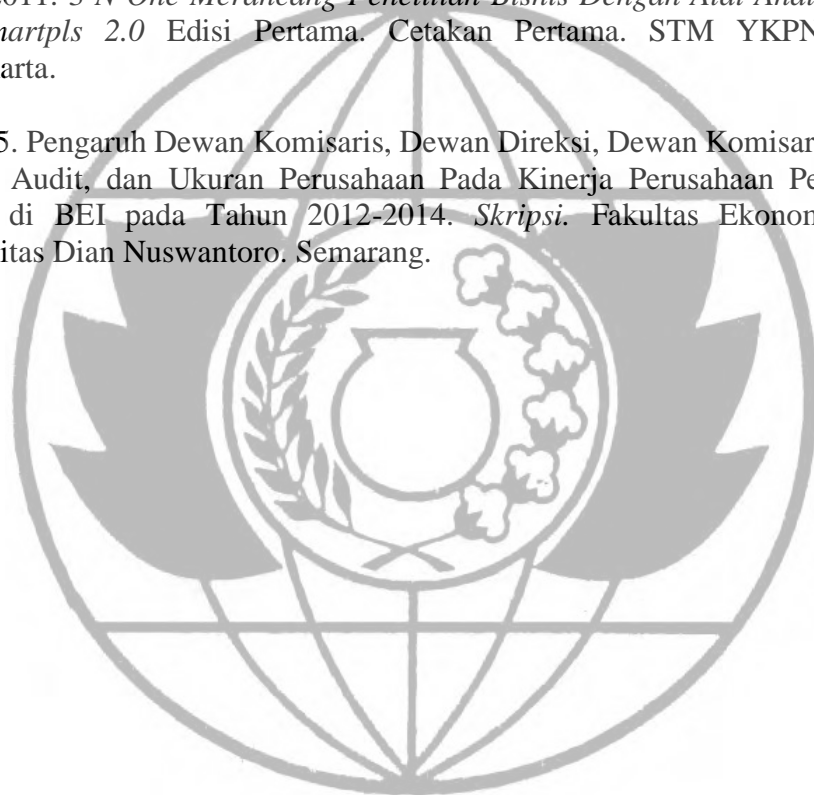 2011. 3 N One Merancang Penelitian Bisnis Dengan Alat Anal
martpls 2.0 Edisi Pertama. Cetakan Pertama. STM YKPN
arta.
5. Pengaruh Dewan Komisaris, Dewan Direksi, Dewan Komisar
Audit, dan Ukuran Perusahaan Pada Kinerja Perusahaan Pe
di BEI pada Tahun 2012-2014. Skripsi. Fakultas Ekonom
itas Dian Nuswantoro. Semarang.